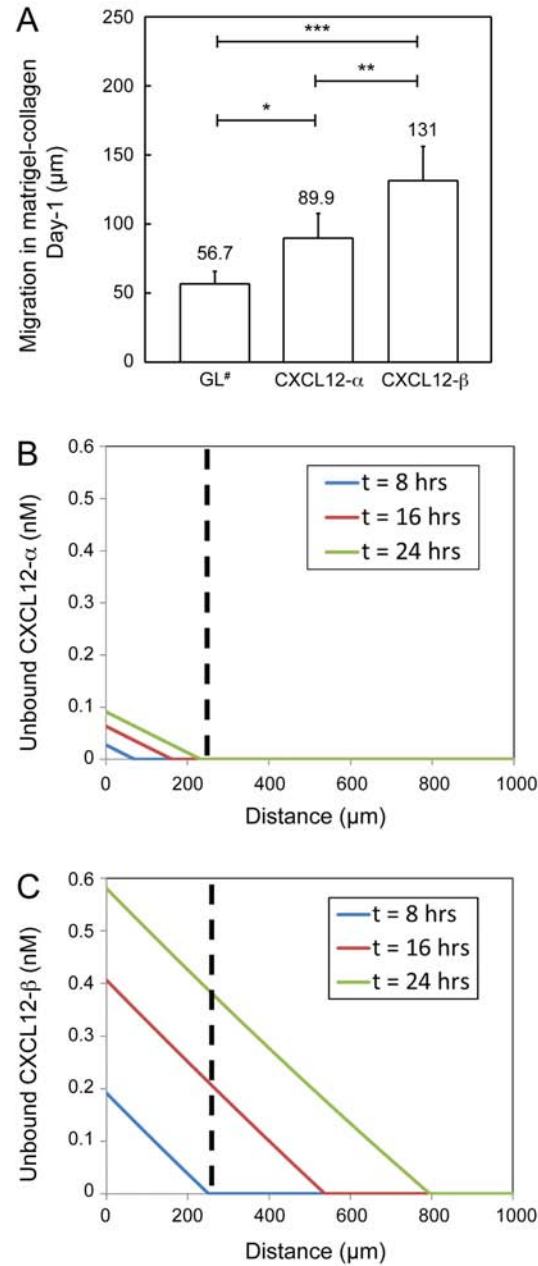 A
Migration in matrigel-collagen
Day-1 (µm)
250
200
150
100
50
0
***
**
*
56.7
89.9
131
GL#
CXCL12-α
CXCL12-β
B
Unbound CXCL12-α (nM)
0.6
0.5
0.4
0.3
0.2
0.1
0
t = 8 hrs
t = 16 hrs
t = 24 hrs
0 200 400 600 800 1000
Distance (µm)
C
Unbound CXCL12-β (nM)
0.6
0.5
0.4
0.3
0.2
0.1
0
t = 8 hrs
t = 16 hrs
t = 24 hrs
0 200 400 600 800 1000
Distance (µm)